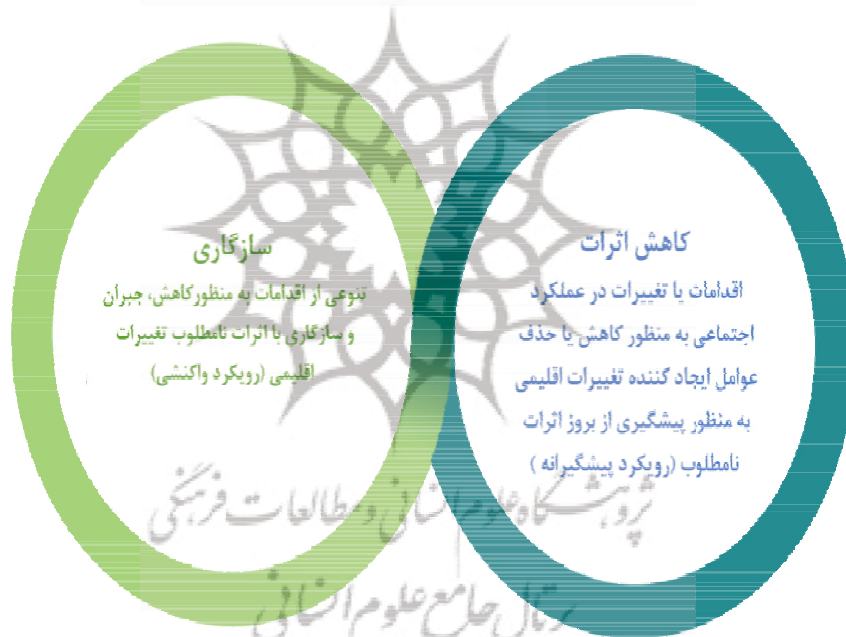 کاهش اثرات
اقدامات یا تغییرات در عملکرد
اجتماعی به منظور کاهش یا حذف
عوامل ایجاد کننده تغییرات اقلیمی
به منظور پیشگیری از بروز اثرات
نامطلوب (رویکرد پیشگیرانه )
سازگاری
تنوعی از اقدامات به منظور کاهش، جبران
و سازگاری با اثرات نامطلوب تغییرات
اقلیمی (رویکرد واکنشی)
پژوهشگاه علوم انسانی و مطالعات فرهنگی
پرتال جامع علوم انسانی